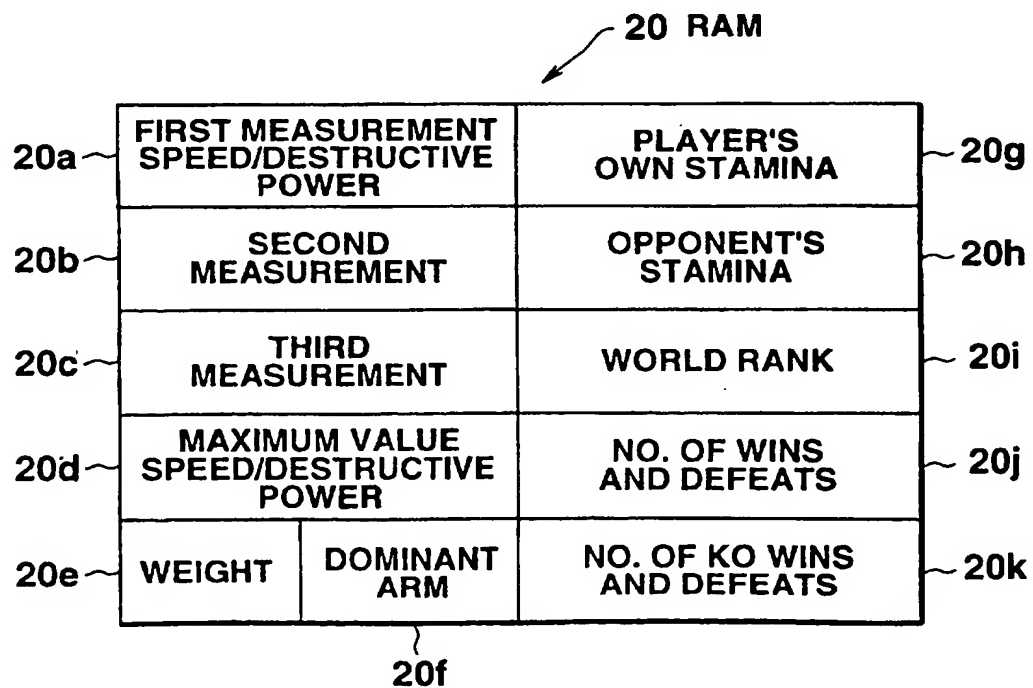 20 RAM
20a
FIRST MEASUREMENT
SPEED/DESTRUCTIVE
POWER
PLAYER'S
OWN STAMINA
20g
20b
SECOND
MEASUREMENT
OPPONENT'S
STAMINA
20h
20c
THIRD
MEASUREMENT
WORLD RANK
20i
20d
MAXIMUM VALUE
SPEED/DESTRUCTIVE
POWER
NO. OF WINS
AND DEFEATS
20j
20e
WEIGHT
DOMINANT
ARM
NO. OF KO WINS
AND DEFEATS
20k
20f